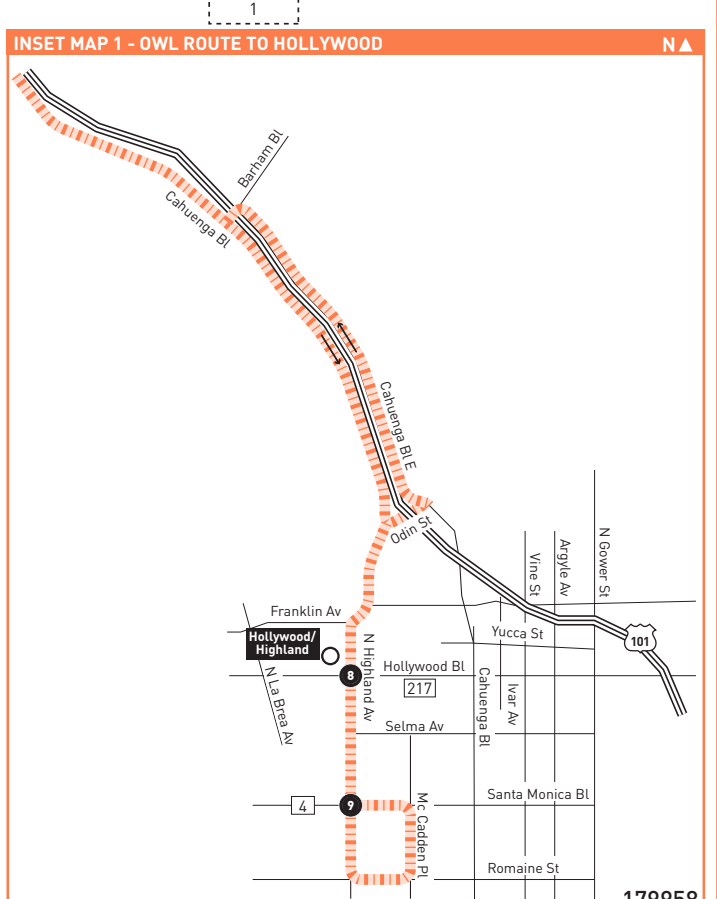 1
INSET MAP 1 - OWL ROUTE TO HOLLYWOOD
N
Barham Bl
Cahuenga Bl
Cahuenga Bl E
Odin St
N Gower St
Argyle Av
Vine St
Franklin Av
Yucca St
101
Hollywood/
Highland
N Highland Av
Hollywood Bl
8
217
N La Brea Av
Cahuenga Bl
Ivar Av
Selma Av
Santa Monica Bl
4
9
Mc Cadden Pl
Romaine St